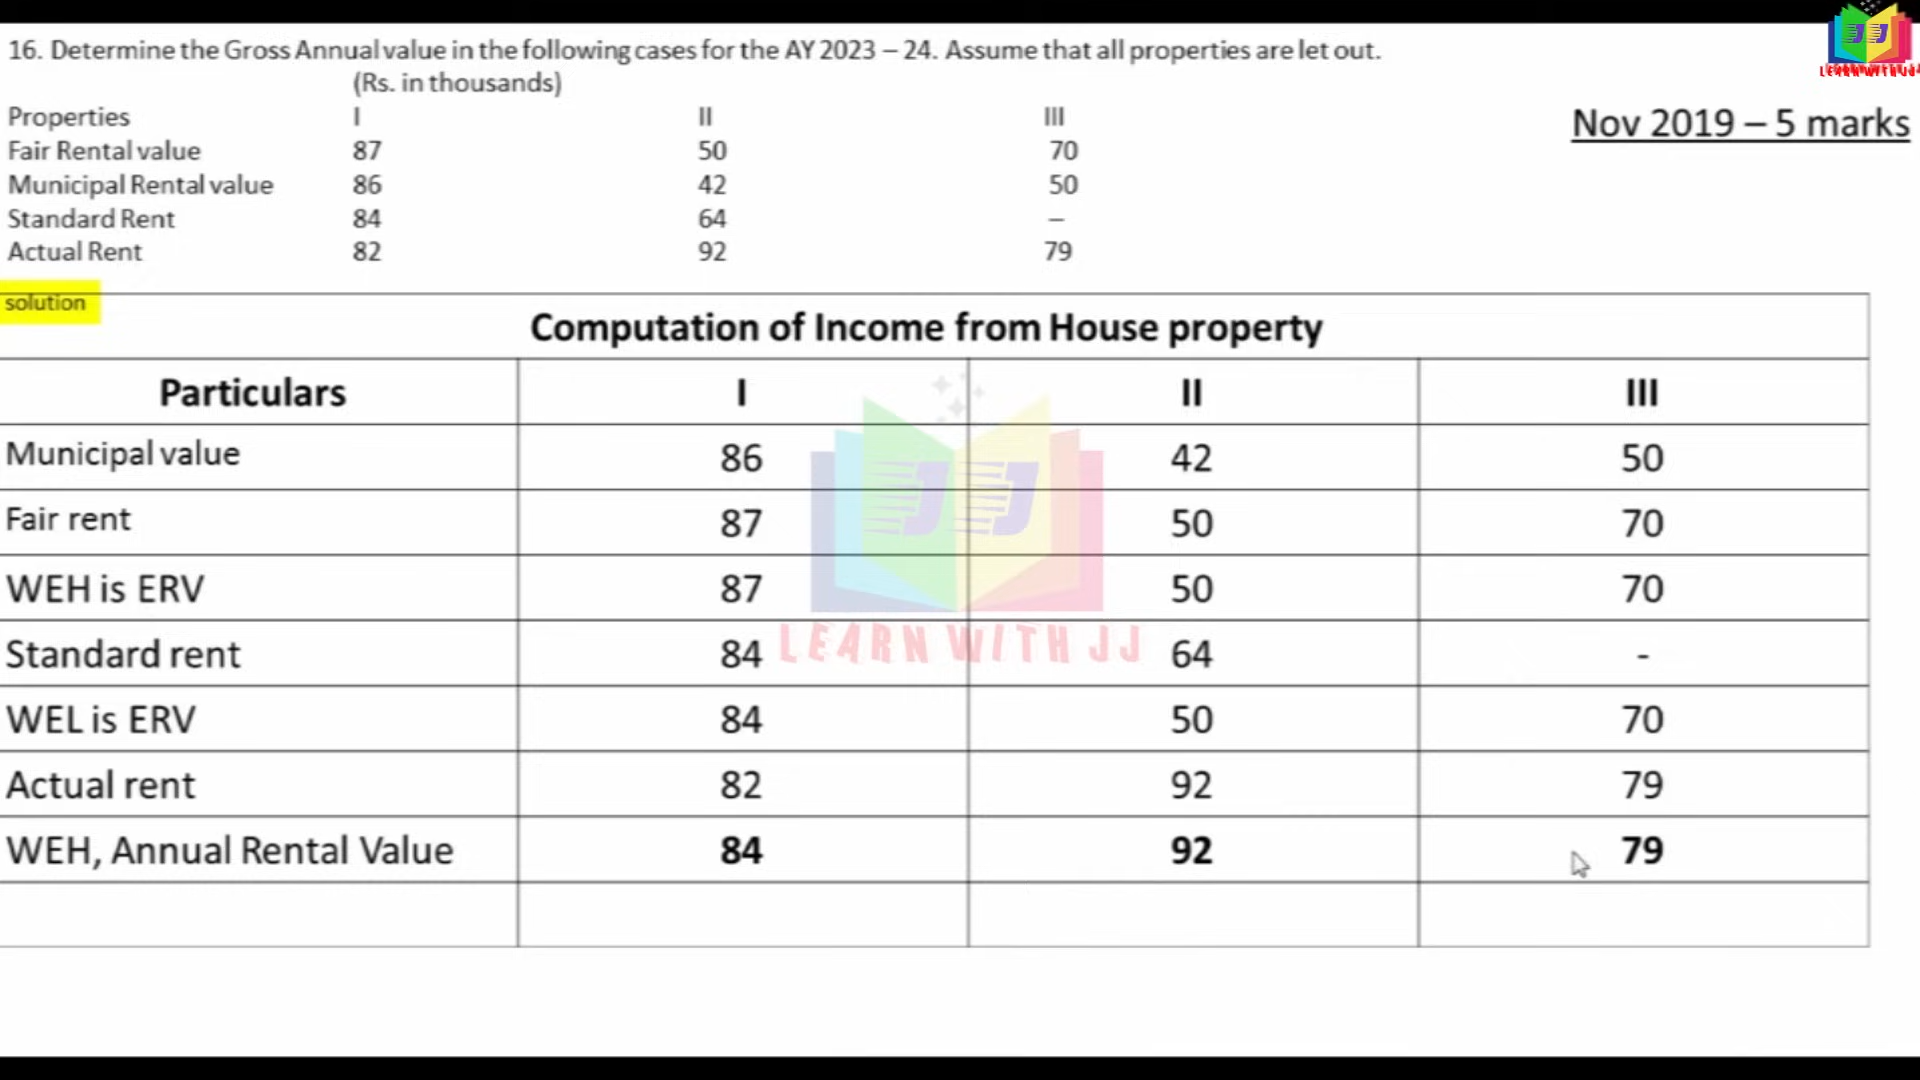 16. Determine the Gross Annual value in the following cases for the AY 2023 – 24. Assume that all properties are let out.
(Rs. in thousands)
Properties I II III
Fair Rental value 87 50 70
Municipal Rental value 86 42 50
Standard Rent 84 64 –
Actual Rent 82 92 79
Nov 2019 – 5 marks
JJ
LEARN WITH JJ
solution
Computation of Income from House property
Particulars I II III
Municipal value 86 42 50
Fair rent 87 50 70
WEH is ERV 87 50 70
Standard rent 84 64 -
WEL is ERV 84 50 70
Actual rent 82 92 79
WEH, Annual Rental Value 84 92 79
JJ
LEARN WITH JJ